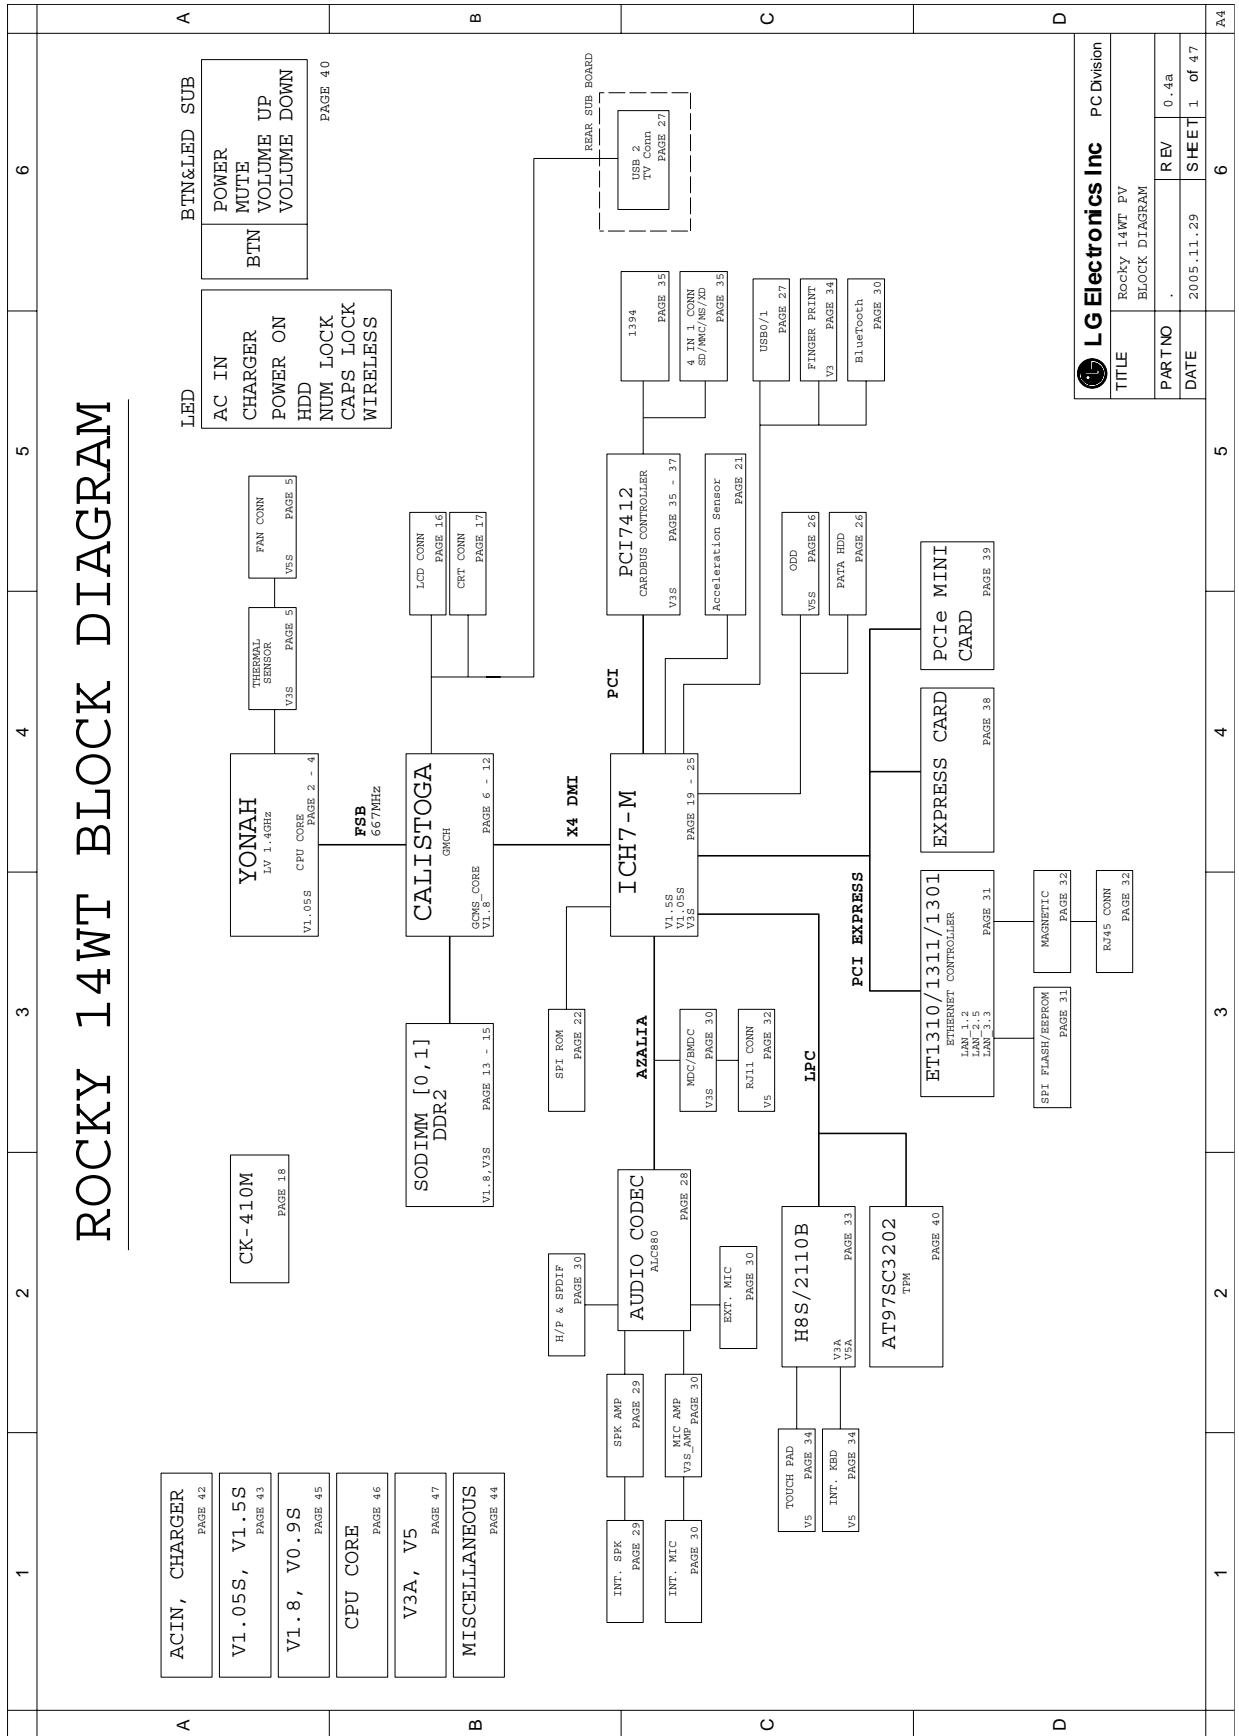 1
2
3
4
5
6
A
B
C
D
ROCKY 14WT BLOCK DIAGRAM
ACIN, CHARGER
PAGE 42
V1.05S, V1.5S
PAGE 43
V1.8, V0.9S
PAGE 45
CPU CORE
PAGE 46
V3A, V5
PAGE 47
MISCELLANEOUS
PAGE 44
CK-410M
PAGE 18
YONAH
LV 1.4GHz
CPU CORE
PAGE 2 - 4
V1.05S
THERMAL
SENSOR
V3S
PAGE 5
FAN CONN
V5S
PAGE 5
LED
AC IN
CHARGER
POWER ON
HDD
NUM LOCK
CAPS LOCK
WIRELESS
BTN&LED SUB
BTN
POWER
MUTE
VOLUME UP
VOLUME DOWN
PAGE 40
FSB
667MHz
SODIMM [0,1]
DDR2
V1.8,V3S
PAGE 13 - 15
CALISTOGA
GMCH
GCMS_CORE
V1.8
PAGE 6 - 12
LCD CONN
PAGE 16
CRT CONN
PAGE 17
REAR SUB BOARD
USB 2
TV Conn
PAGE 27
X4 DMI
H/P & SPDIF
PAGE 30
SPI ROM
PAGE 22
INT. SPK
PAGE 29
SPK AMP
PAGE 29
INT. MIC
PAGE 30
MIC AMP
V3S_AMP
PAGE 30
AUDIO CODEC
ALC880
PAGE 28
EXT. MIC
PAGE 30
AZALIA
MDC/BMDC
V3S
PAGE 30
RJ11 CONN
V5
PAGE 32
ICH7-M
V1.5S
V1.05S
V3S
PAGE 19 - 25
PCI
PCI7412
CARDBUS CONTROLLER
V3S
PAGE 35 - 37
1394
PAGE 35
4 IN 1 CONN
SD/MMC/MS/XD
PAGE 35
Acceleration Sensor
PAGE 21
USB0/1
PAGE 27
FINGER PRINT
V3
PAGE 34
BlueTooth
PAGE 30
ODD
V5S
PAGE 26
PATA HDD
PAGE 26
LPC
TOUCH PAD
V5
PAGE 34
INT. KBD
V5
PAGE 34
H8S/2110B
V3A
V5A
PAGE 33
AT97SC3202
TPM
PAGE 40
PCI EXPRESS
ET1310/1311/1301
ETHERNET CONTROLLER
LAN_1.2
LAN_2.5
LAN_3.3
PAGE 31
SPI FLASH/EEPROM
PAGE 31
MAGNETIC
PAGE 32
RJ45 CONN
PAGE 32
EXPRESS CARD
PAGE 38
PCIe MINI
CARD
PAGE 39
LG Electronics Inc PC Division
TITLE
Rocky 14WT PV
BLOCK DIAGRAM
PART NO
.
REV
0.4a
DATE
2005.11.29
SHEET
1 of 47
A
B
C
D
1
2
3
4
5
6
A4